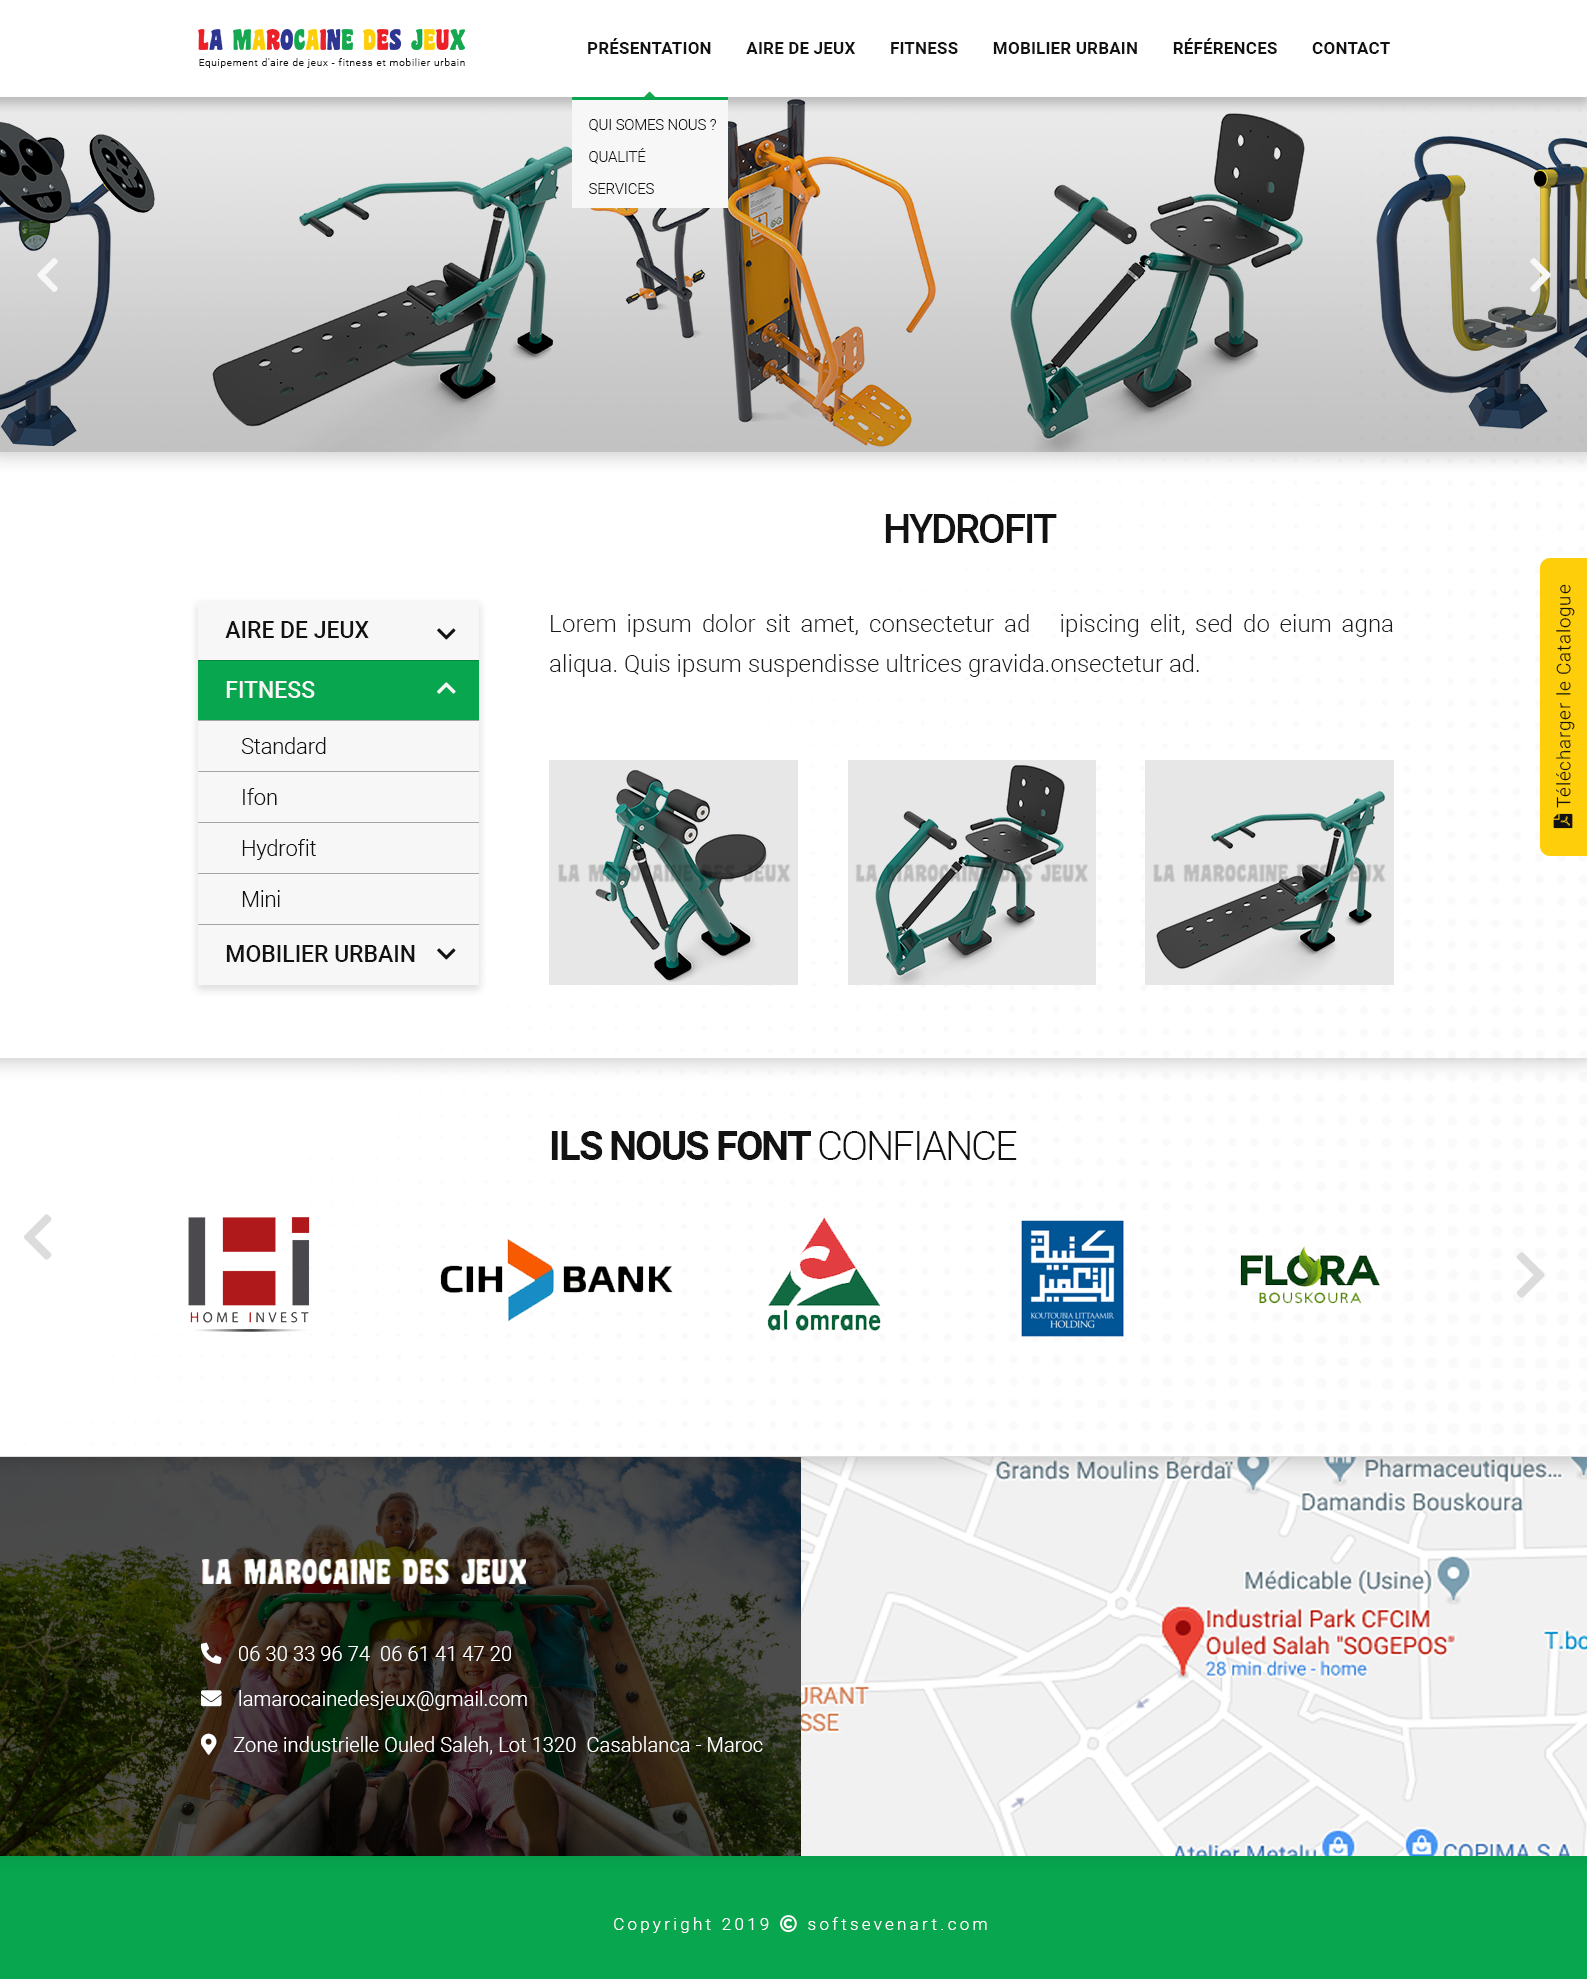 LA MAROCAINE DES JEUX
Equipement d'aire de jeux - fitness et mobilier urbain
PRÉSENTATION
AIRE DE JEUX
FITNESS
MOBILIER URBAIN
RÉFÉRENCES
CONTACT
QUI SOMES NOUS ?
QUALITÉ
SERVICES
HYDROFIT
AIRE DE JEUX
FITNESS
Standard
Ifon
Hydrofit
Mini
MOBILIER URBAIN
Lorem ipsum dolor sit amet, consectetur ad ipiscing elit, sed do eium agna
aliqua. Quis ipsum suspendisse ultrices gravida.onsectetur ad.
Télécharger le Catalogue
LA MAROCAINE DES JEUX
LA MAROCAINE DES JEUX
LA MAROCAINE DES JEUX
ILS NOUS FONT CONFIANCE
HOME INVEST
CIH BANK
al omrane
كتبية
للتعمير
KOUTOUBIA LITTAAMIR
HOLDING
FLORA
BOUSKOURA
LA MAROCAINE DES JEUX
06 30 33 96 74 06 61 41 47 20
lamarocainedesjeux@gmail.com
Zone industrielle Ouled Saleh, Lot 1320 Casablanca - Maroc
Grands Moulins Berdaï
Pharmaceutiques...
Damandis Bouskoura
Médicable (Usine)
Industrial Park CFCIM
Ouled Salah "SOGEPOS"
28 min drive - home
T.bo
URANT
SSE
Atelier Metalu
COPIMA S.A
Copyright 2019 © softsevenart.com